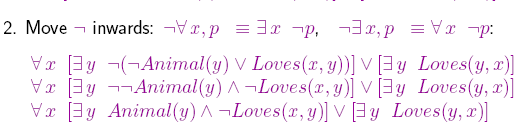 2. Move ¬ inwards: ¬∀ x, p ≡ ∃ x ¬p, ¬∃ x, p ≡ ∀ x ¬p:
∀ x [∃ y ¬(¬Animal(y) ∨ Loves(x, y))] ∨ [∃ y Loves(y, x)]
∀ x [∃ y ¬¬Animal(y) ∧ ¬Loves(x, y)] ∨ [∃ y Loves(y, x)]
∀ x [∃ y Animal(y) ∧ ¬Loves(x, y)] ∨ [∃ y Loves(y, x)]